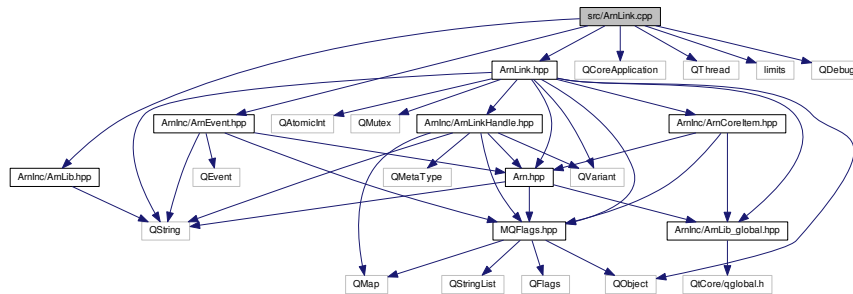 src/ArnLink.cpp
ArnLink.hpp
QCoreApplication
QThread
limits
QDebug
ArnInc/ArnEvent.hpp
QAtomicInt
QMutex
ArnInc/ArnLinkHandle.hpp
ArnInc/ArnCoreItem.hpp
ArnInc/ArnLib.hpp
QEvent
QMetaType
Arn.hpp
QVariant
QString
MQFlags.hpp
ArnInc/ArnLib_global.hpp
QMap
QStringList
QFlags
QObject
QtCore/qglobal.h